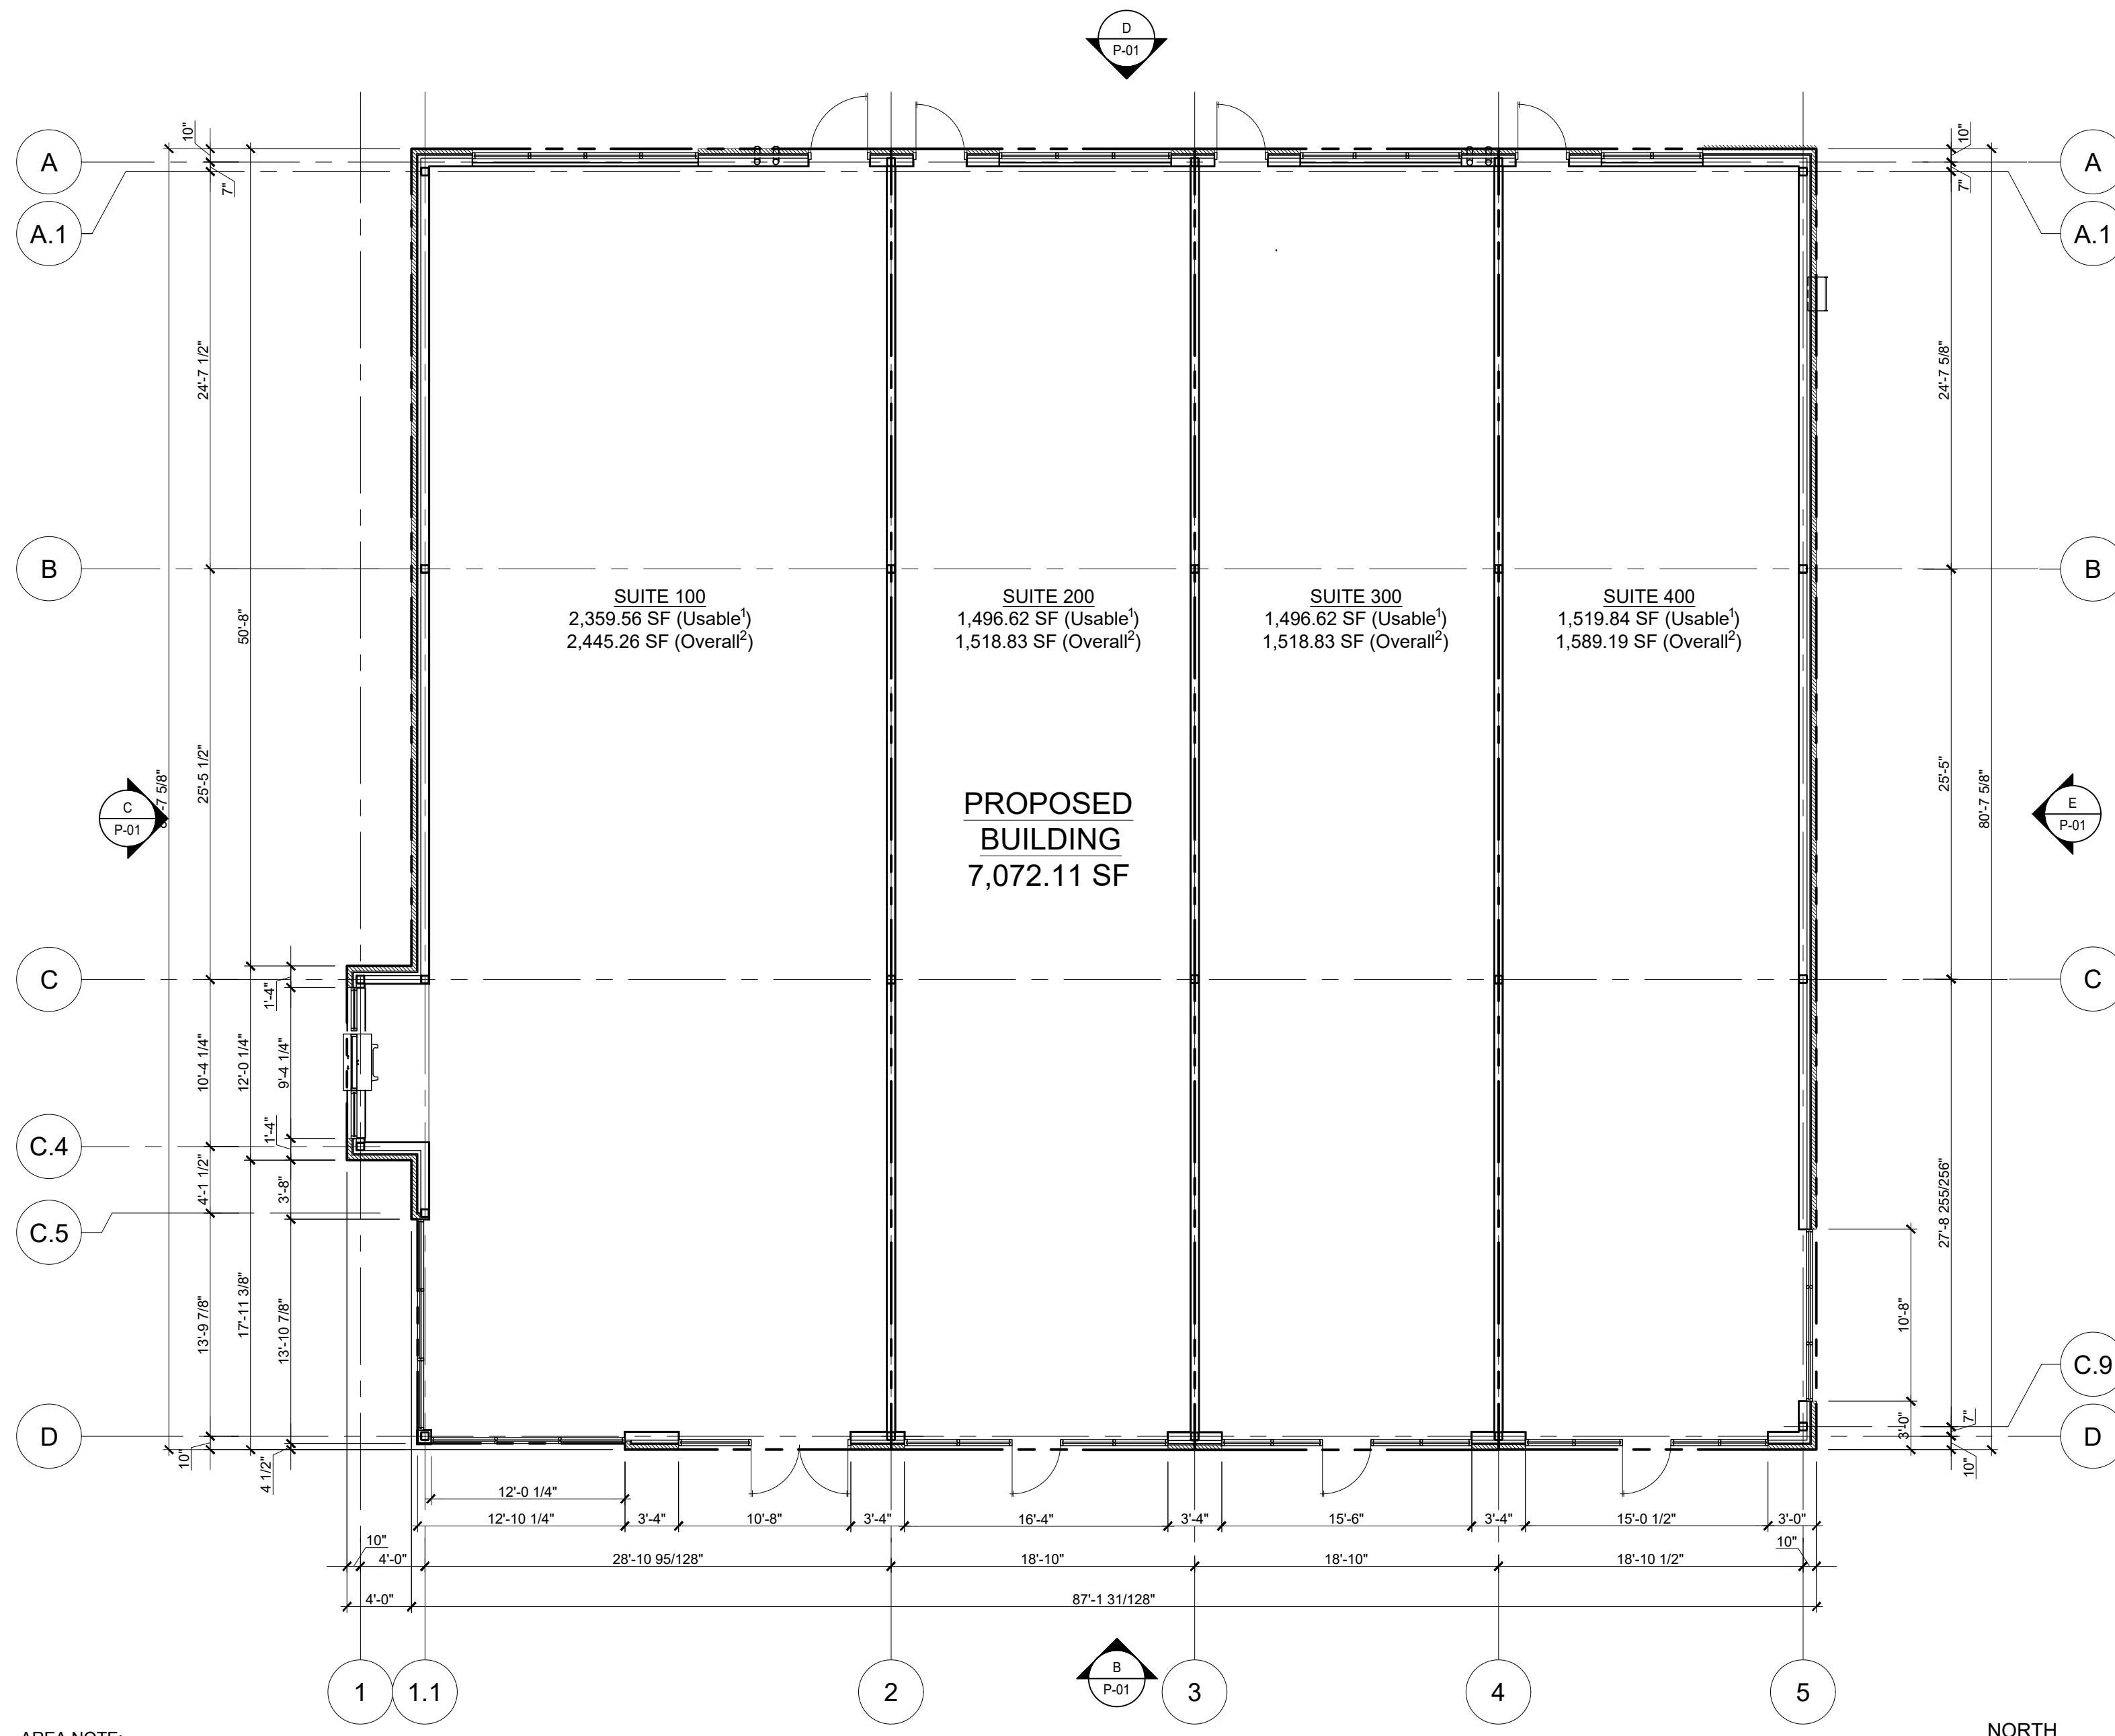 D
P-01
A
10"
7"
10"
7"
A
A.1
A.1
24'-7 1/2"
24'-7 5/8"
B
50'-8"
B
SUITE 100
2,359.56 SF (Usable¹)
2,445.26 SF (Overall²)
SUITE 200
1,496.62 SF (Usable¹)
1,518.83 SF (Overall²)
SUITE 300
1,496.62 SF (Usable¹)
1,518.83 SF (Overall²)
SUITE 400
1,519.84 SF (Usable¹)
1,589.19 SF (Overall²)
C
P-01
-7 5/8"
25'-5 1/2"
PROPOSED
BUILDING
7,072.11 SF
25'-5"
80'-7 5/8"
E
P-01
C
1'-4"
C
10'-4 1/4"
12'-0 1/4"
9'-4 1/4"
1'-4"
C.4
4'-1 1/2"
3'-8"
27'-8 255/256"
C.5
13'-9 7/8"
17'-11 3/8"
13'-10 7/8"
10'-8"
C.9
D
10"
4 1/2"
3'-0"
7"
10"
D
12'-0 1/4"
12'-10 1/4"
3'-4"
10'-8"
3'-4"
16'-4"
3'-4"
15'-6"
3'-4"
15'-0 1/2"
3'-0"
10"
4'-0"
28'-10 95/128"
18'-10"
18'-10"
18'-10 1/2"
10"
4'-0"
87'-1 31/128"
1
1.1
2
B
P-01
3
4
5
AREA NOTE:
NORTH